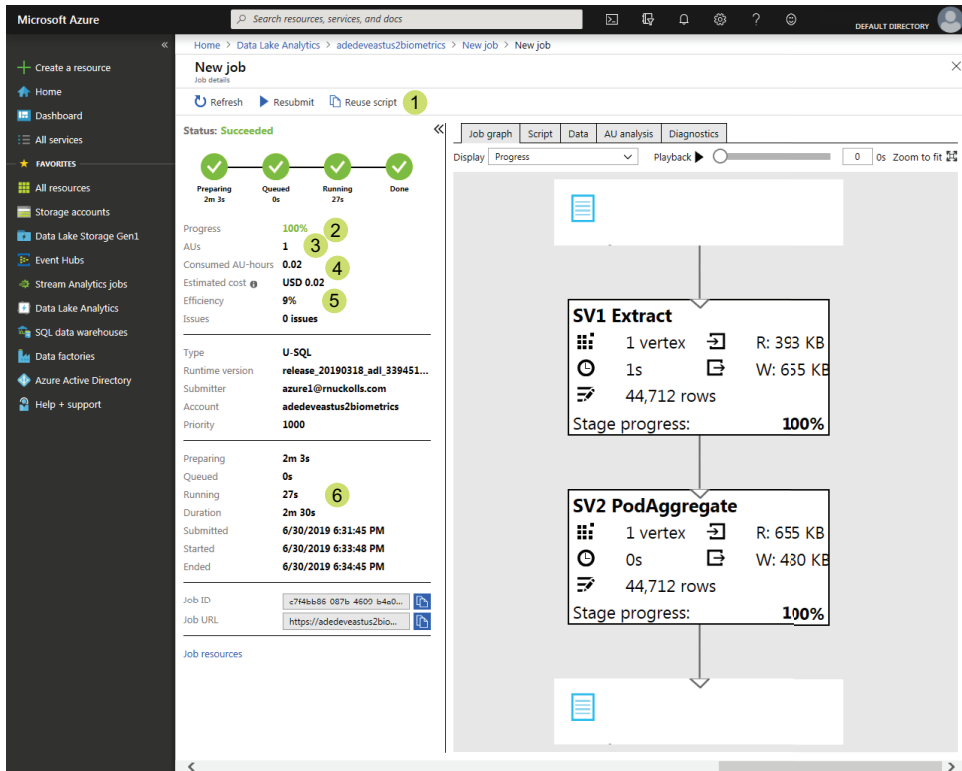 Microsoft Azure
Search resources, services, and docs
DEFAULT DIRECTORY
Home > Data Lake Analytics > adedeveastus2biometrics > New job > New job
Create a resource
Home
Dashboard
All services
FAVORITES
All resources
Storage accounts
Data Lake Storage Gen1
Event Hubs
Stream Analytics jobs
Data Lake Analytics
SQL data warehouses
Data factories
Azure Active Directory
Help + support
New job
Job details
Refresh Resubmit Reuse script 1
Status: Succeeded
Preparing Queued Running Done
2m 3s 0s 27s
Progress 100% 2
AUs 1 3
Consumed AU-hours 0.02 4
Estimated cost USD 0.02
Efficiency 9% 5
Issues 0 issues
Type U-SQL
Runtime version release_20190318_adl_339451...
Submitter azure1@rnuckolls.com
Account adedeveastus2biometrics
Priority 1000
Preparing 2m 3s
Queued 0s
Running 27s 6
Duration 2m 30s
Submitted 6/30/2019 6:31:45 PM
Started 6/30/2019 6:33:48 PM
Ended 6/30/2019 6:34:45 PM
Job ID c7f4bb86 087b 4609 b4a0...
Job URL https://adedeveastus2bio...
Job resources
Job graph Script Data AU analysis Diagnostics
Display Progress Playback 0 0s Zoom to fit
SV1 Extract
1 vertex R: 393 KB
1s W: 655 KB
44,712 rows
Stage progress: 100%
SV2 PodAggregate
1 vertex R: 655 KB
0s W: 480 KB
44,712 rows
Stage progress: 100%